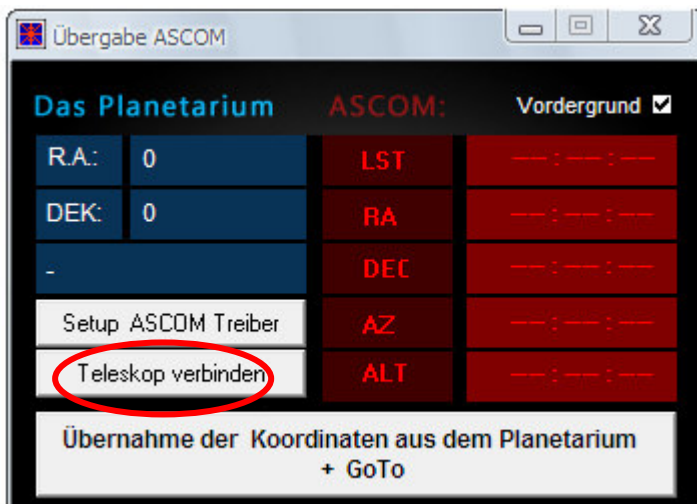 Übergabe ASCOM
Das Planetarium ASCOM: Vordergrund
R.A.: 0 LST --:--:--
DEK: 0 RA --:--:--
- DEC --:--:--
Setup ASCOM Treiber AZ --:--:--
Teleskop verbinden ALT --:--:--
Übernahme der Koordinaten aus dem Planetarium
+ GoTo